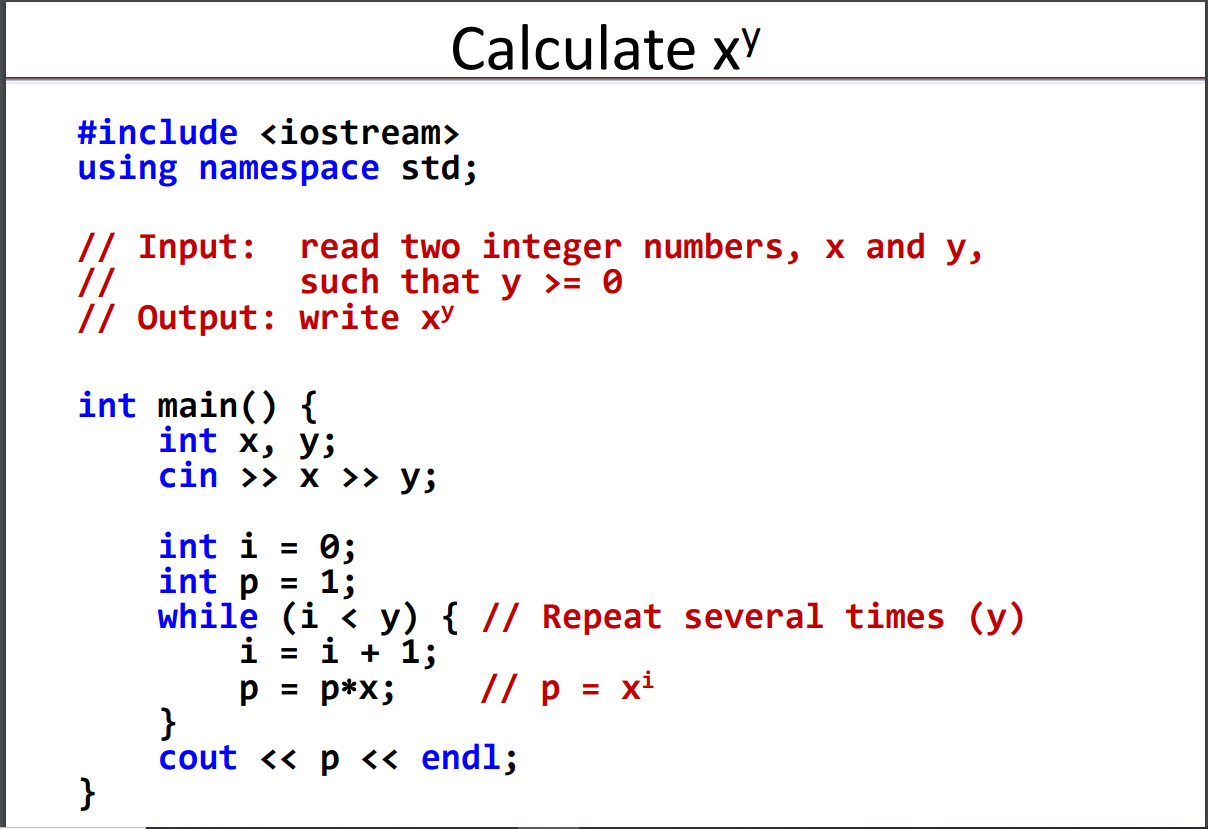 Calculate xʸ
#include <iostream>
using namespace std;
// Input:  read two integer numbers, x and y,
//         such that y >= 0
// Output: write xʸ
int main() {
    int x, y;
    cin >> x >> y;
    int i = 0;
    int p = 1;
    while (i < y) { // Repeat several times (y)
        i = i + 1;
        p = p*x;    // p = xⁱ
    }
    cout << p << endl;
}